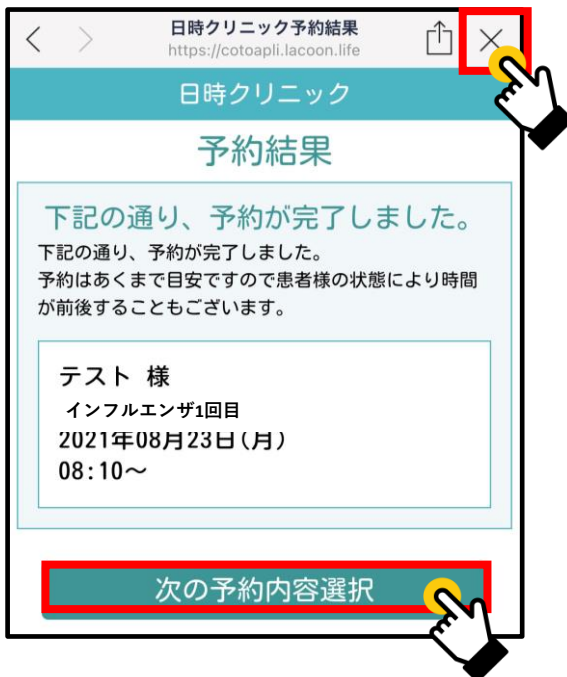 日時クリニック予約結果
https://cotoapli.lacoon.life
日時クリニック
予約結果
下記の通り、予約が完了しました。
下記の通り、予約が完了しました。
予約はあくまで目安ですので患者様の状態により時間
が前後することもございます。
テスト 様
インフルエンザ1回目
2021年08月23日(月)
08:10～
次の予約内容選択